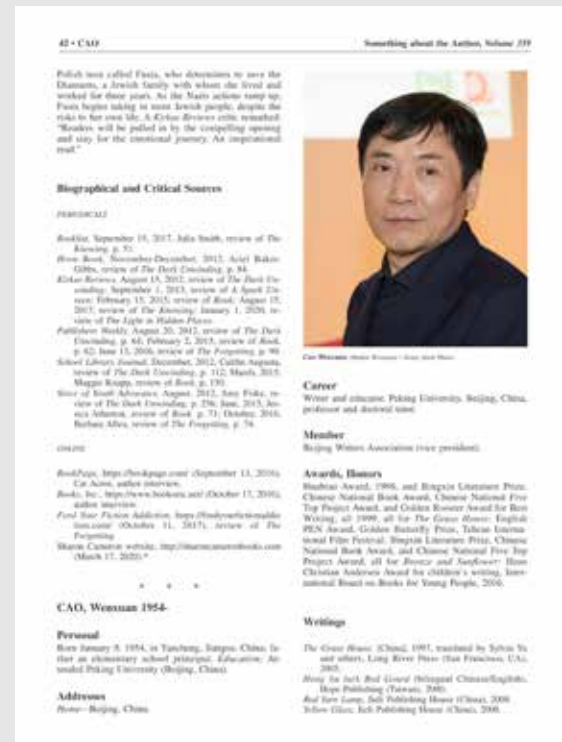 42 • CAO
Something about the Author, Volume 359
Polish teen called Fusia, who determines to save the
Diamants, a Jewish family with whom she lived and
worked for three years. As the Nazis actions ramp up,
Fusia begins taking in more Jewish people, despite the
risks to her own life. A Kirkus Reviews critic remarked:
"Readers will be pulled in by the compelling opening
and stay for the emotional journey. An inspirational
read."
Biographical and Critical Sources
PERIODICALS
Booklist, September 15, 2017, Julia Smith, review of The
Knowing, p. 51.
Horn Book, November-December, 2012, Ariel Baker-
Gibbs, review of The Dark Unwinding, p. 84.
Kirkus Reviews, August 15, 2012, review of The Dark Un-
winding; September 1, 2013, review of A Spark Un-
seen; February 15, 2015, review of Rook; August 15,
2017, review of The Knowing; January 1, 2020, re-
view of The Light in Hidden Places.
Publishers Weekly, August 20, 2012, review of The Dark
Unwinding, p. 64; February 2, 2015, review of Rook,
p. 62; June 13, 2016, review of The Forgetting, p. 90.
School Library Journal, December, 2012, Caitlin Augusta,
review of The Dark Unwinding, p. 112; March, 2015,
Maggie Knapp, review of Rook, p. 150.
Voice of Youth Advocates, August, 2012, Amy Fiske, re-
view of The Dark Unwinding, p. 256; June, 2015, Jes-
sica Atherton, review of Rook, p. 71; October, 2016,
Barbara Allen, review of The Forgetting, p. 74.
ONLINE
BookPage, https://bookpage.com/ (September 13, 2016),
Cat Acree, author interview.
Books, Inc., https://www.booksinc.net/ (October 17, 2016),
author interview.
Feed Your Fiction Addiction, https://feedyourfictionaddic
tion.com/ (October 11, 2017), review of The
Forgetting.
Sharon Cameron website, http://sharoncameronbooks.com
(March 17, 2020).*
* * *
CAO, Wenxuan 1954-
Personal
Born January 9, 1954, in Yancheng, Jiangsu, China; fa-
ther an elementary school principal. Education: At-
tended Peking University (Beijing, China).
Addresses
Home—Beijing, China.
Cao Wenxuan
Career
Writer and educator. Peking University, Beijing, China,
professor and doctoral tutor.
Member
Beijing Writers Association (vice president).
Awards, Honors
Bingxin Literature Prize,
Chinese National Book Award, Chinese National Five
Top Project Award, and Golden Rooster Award for Best
Writing, all 1999, all for The Grass House; English
PEN Award, Golden Butterfly Prize, Tehran Interna-
tional Film Festival, Bingxin Literature Prize, Chinese
National Book Award, and Chinese National Five Top
Project Award, all for Bronze and Sunflower; Hans
Christian Andersen Award for children's writing, Inter-
national Board on Books for Young People, 2016.
Writings
The Grass House, [China], 1997, translated by Sylvia Yu
and others, Long River Press (San Francisco, CA),
2005.
(bilingual Chinese/English),
Hope Publishing (Taiwan), 2000.
Red Yarn Lamp, Publishing House (China), 2008.
Yellow Glaze, Publishing House (China), 2008.